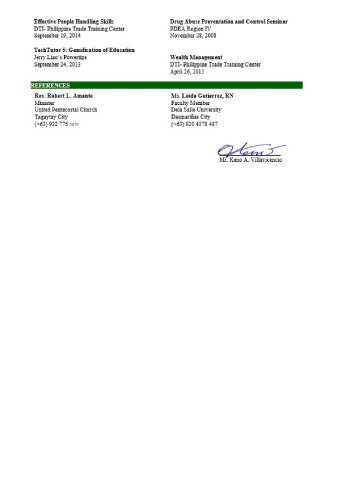 Effective People Handling Skills
DTI- Philippine Trade Training Center
September 19, 2014
Drug Abuse Prevention and Control Seminar
PDEA Region IV
November 28, 2008
TechTutor 5: Gamification of Education
Jerry Liao's Powertips
September 24, 2013
Wealth Management
DTI- Philippine Trade Training Center
April 26, 2013
REFERENCES
Rev. Robert L. Amante
Minister
United Pentecostal Church
Tagaytay City
(+63) 922 775
Ms. Loida Gutierrez, RN
Faculty Member
Dela Salle University
Dasmariñas City
(+63) 920 4378 487
Mr. Keno A. Villavicencio